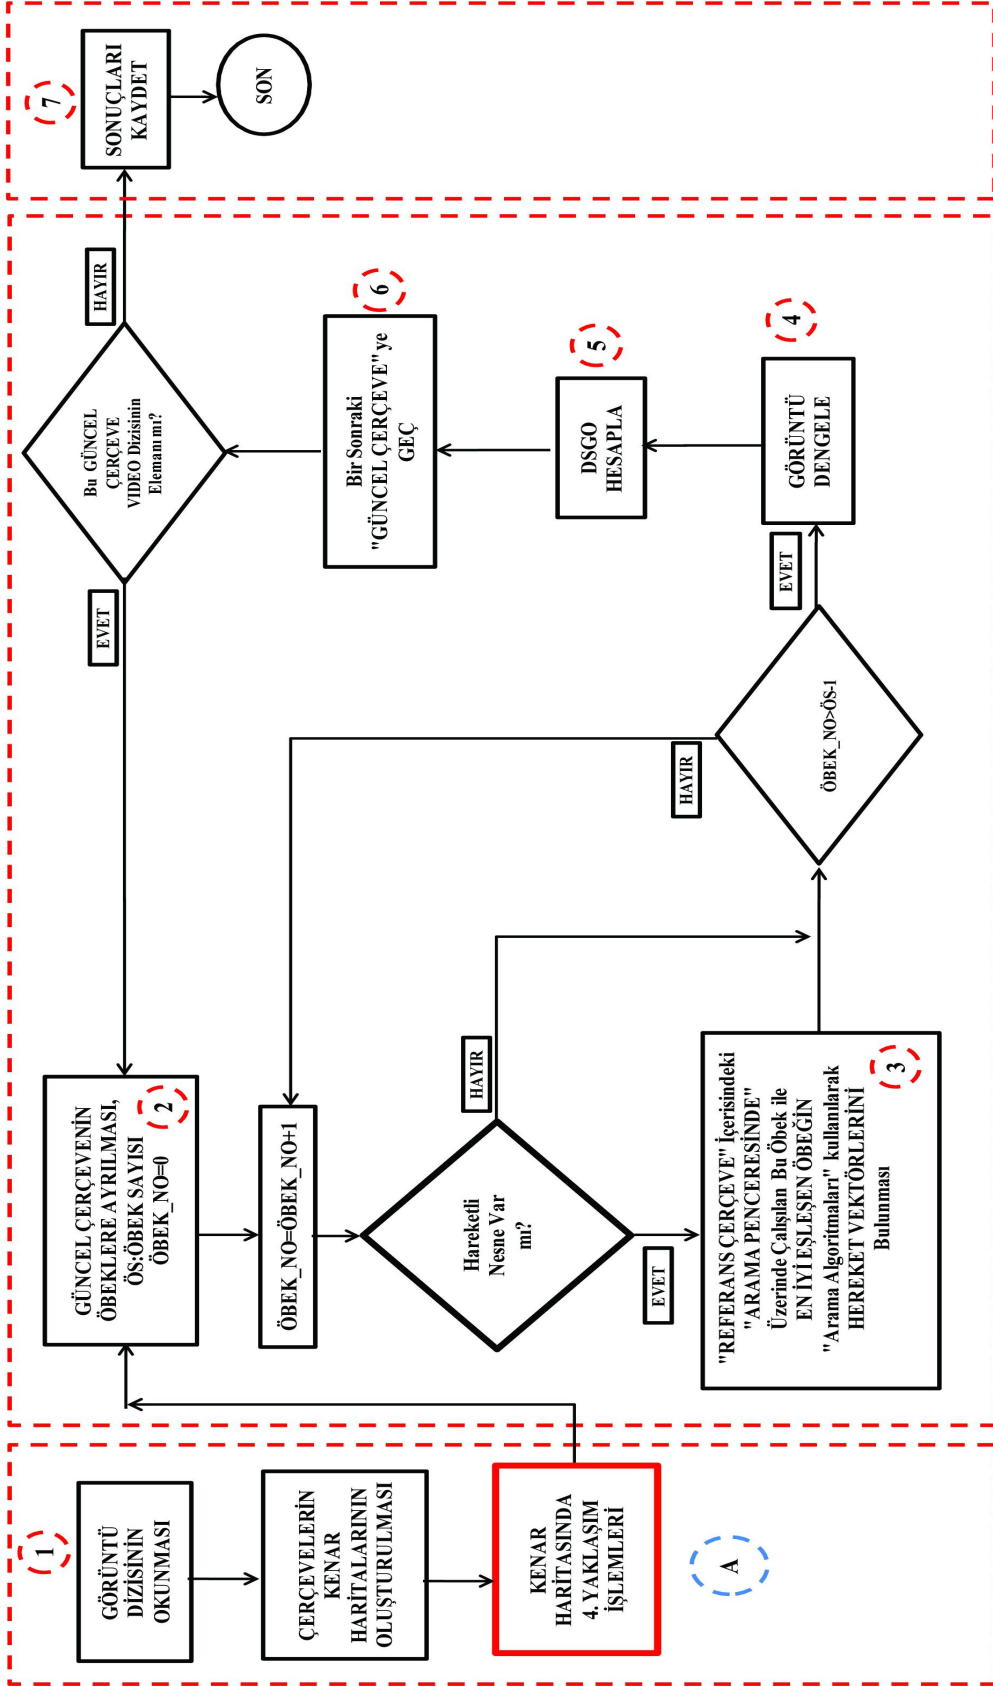 1
GÖRÜNTÜ
DİZİSİNİN
OKUNMASI
ÇERÇEVELERİN
KENAR
HARİTALARININ
OLUŞTURULMASI
KENAR
HARİTASINDA
4. YAKLAŞIM
İŞLEMLERİ
A
GÜNCEL ÇERÇEVENİN
ÖBEKLERE AYRILMASI,
ÖS:ÖBEK SAYISI
ÖBEK_NO=0
2
ÖBEK_NO=ÖBEK_NO+1
Hareketli
Nesne Var
mı?
HAYIR
EVET
"REFERANS ÇERÇEVE" İçerisindeki
"ARAMA PENCERESİNDE"
Üzerinde Çalışılan Bu Öbek ile
EN İYİ EŞLEŞEN ÖBEĞİN
"Arama Algoritmaları" kullanılarak
HEREKET VEKTÖRLERİNİ
Bulunması
3
ÖBEK_NO>ÖS-1
HAYIR
EVET
GÖRÜNTÜ
DENGELE
4
DSGO
HESAPLA
5
Bir Sonraki
"GÜNCEL ÇERÇEVE" ye
GEÇ
6
Bu GÜNCEL
ÇERÇEVE
VIDEO Dizisinin
Elemanı mı?
EVET
HAYIR
7
SONUÇLARI
KAYDET
SON